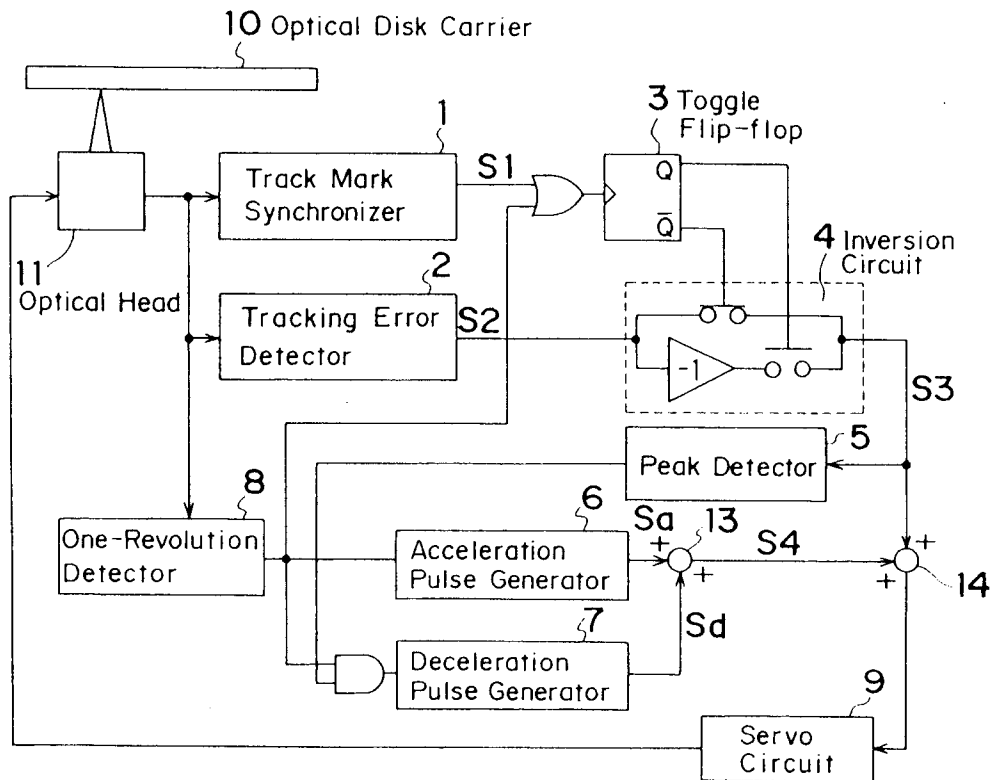 10 Optical Disk Carrier
1
Track Mark
Synchronizer
S1
3 Toggle
Flip-flop
Q
Q̅
11
Optical Head
2
Tracking Error
Detector
S2
4 Inversion
Circuit
-1
S3
5
Peak Detector
8
One-Revolution
Detector
6
Acceleration
Pulse Generator
Sa
+
13
+
S4
+
+
14
7
Deceleration
Pulse Generator
Sd
9
Servo
Circuit